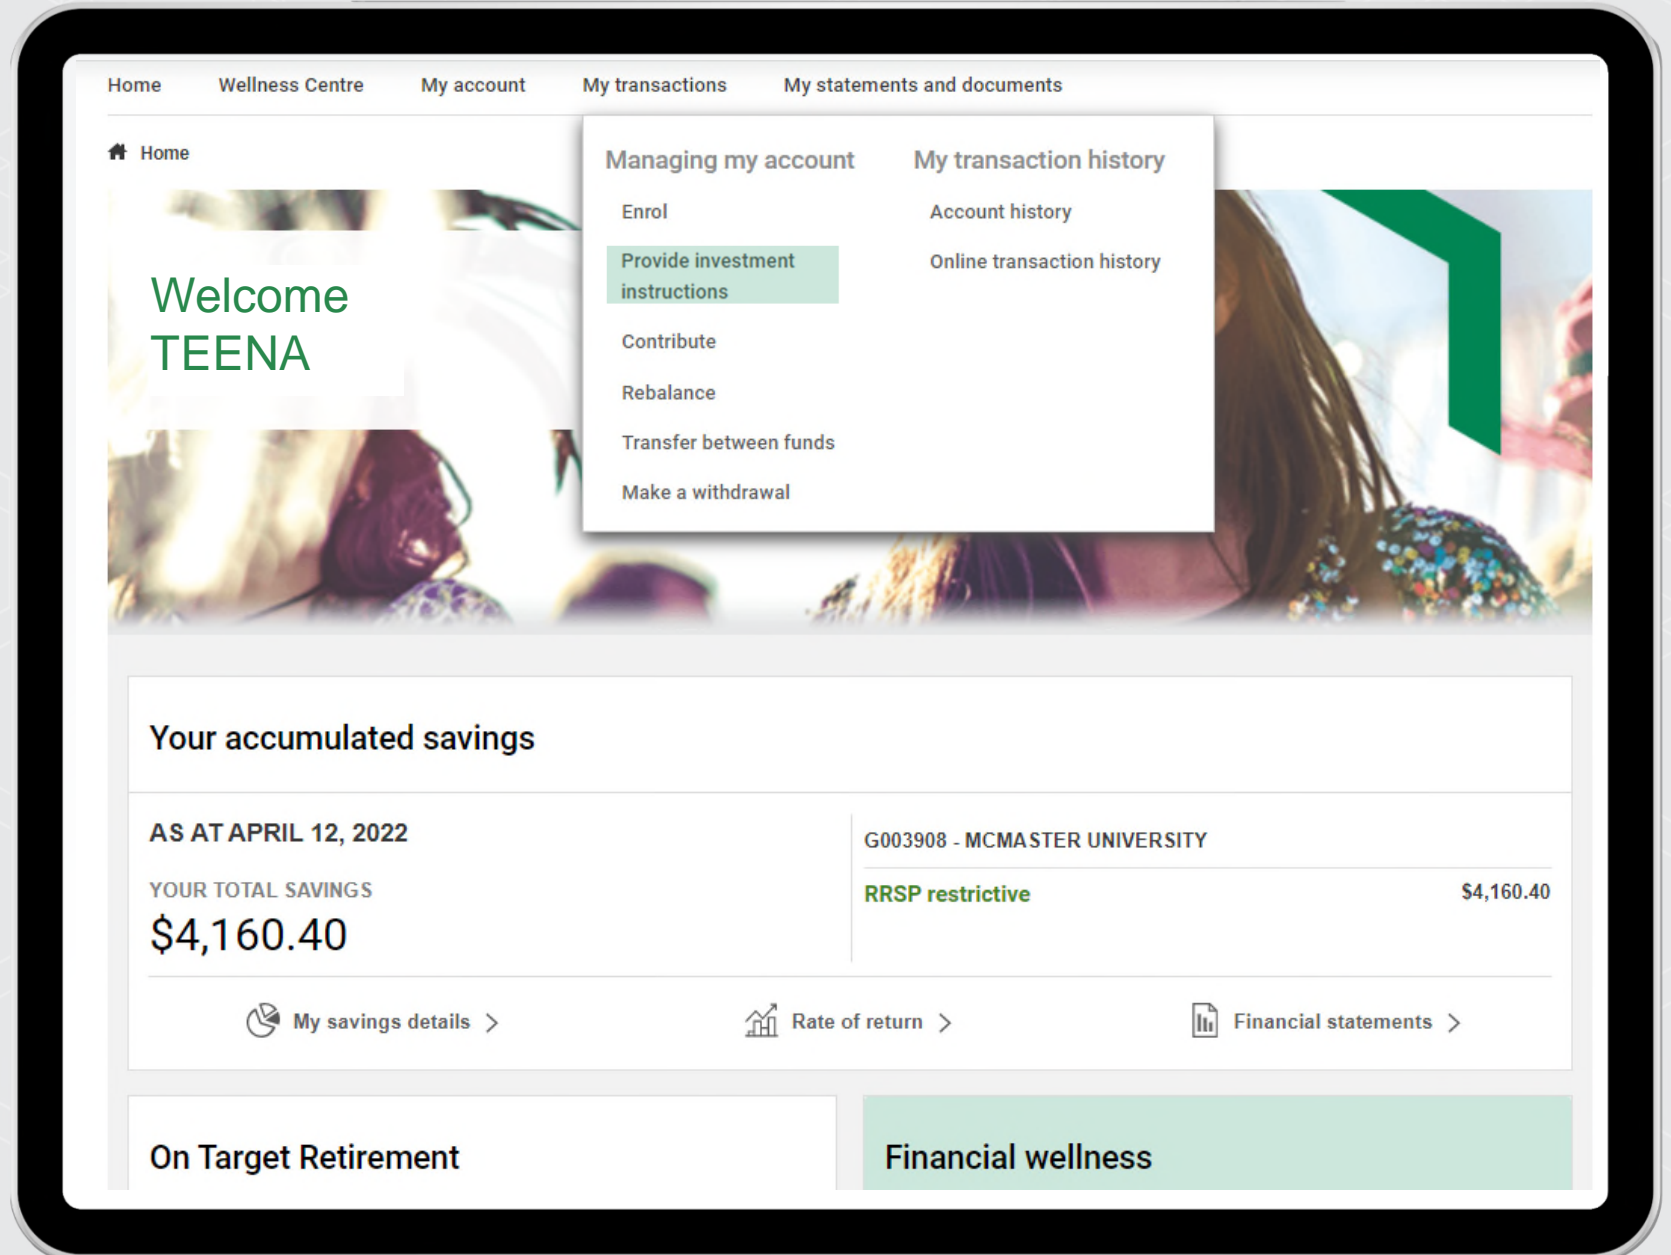 Home Wellness Centre My account My transactions My statements and documents
Home
Managing my account
Enrol
Provide investment
instructions
Contribute
Rebalance
Transfer between funds
Make a withdrawal
My transaction history
Account history
Online transaction history
Welcome
TEENA
Your accumulated savings
AS AT APRIL 12, 2022
YOUR TOTAL SAVINGS
$4,160.40
G003908 - MCMASTER UNIVERSITY
RRSP restrictive $4,160.40
My savings details
Rate of return
Financial statements
On Target Retirement
Financial wellness